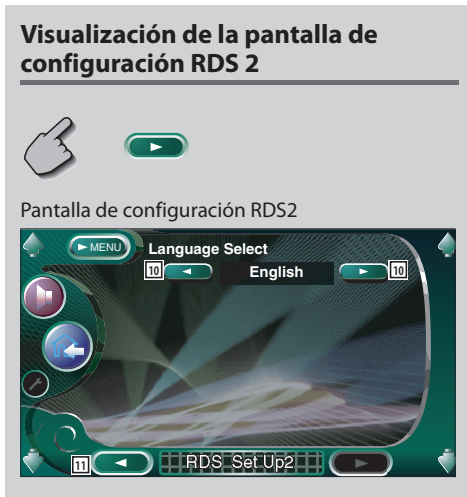 Visualización de la pantalla de
configuración RDS 2
Pantalla de configuración RDS2
MENU
Language Select
10 English 10
11 RDS Set Up2